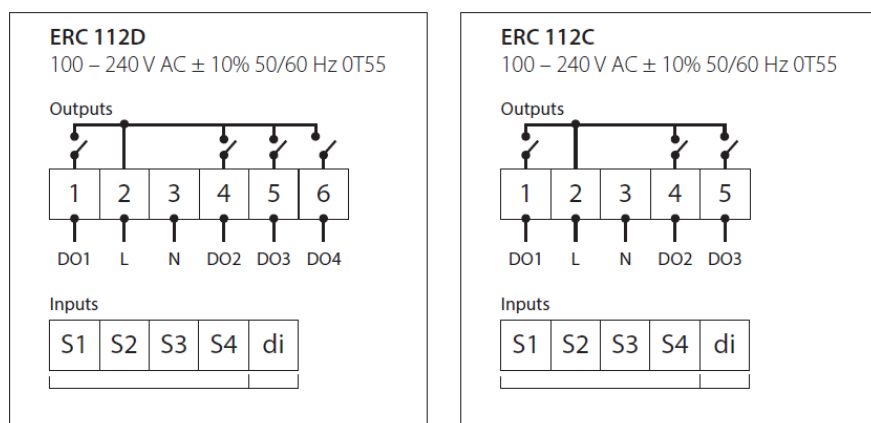 ERC 112D
100 – 240 V AC ± 10% 50/60 Hz 0T55
Outputs
1 2 3 4 5 6
DO1 L N DO2 DO3 DO4
Inputs
S1 S2 S3 S4 di
ERC 112C
100 – 240 V AC ± 10% 50/60 Hz 0T55
Outputs
1 2 3 4 5
DO1 L N DO2 DO3
Inputs
S1 S2 S3 S4 di